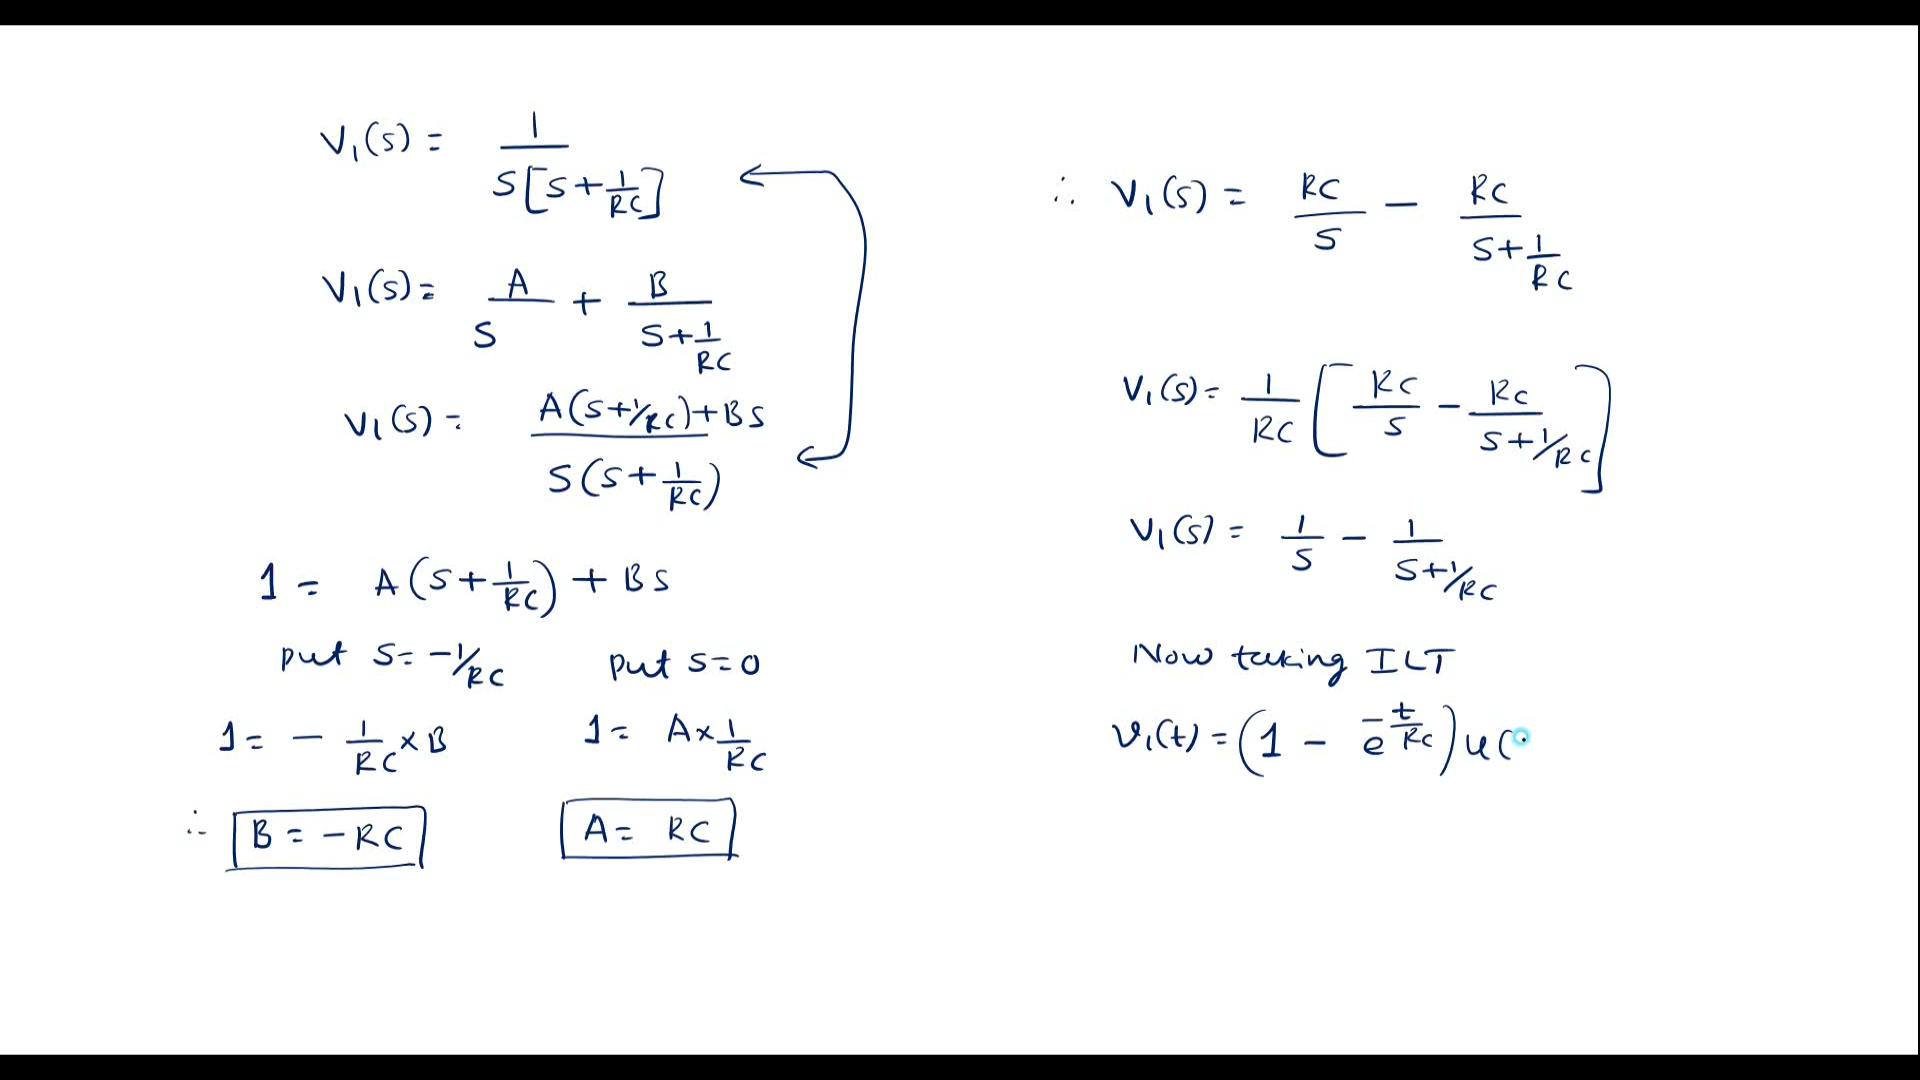 V₁(s) = 1 / S[S + 1/RC]
V₁(s) = A/S + B/(S + 1/RC)
V₁(s) = A(S + 1/RC) + BS / S(S + 1/RC)
1 = A(S + 1/RC) + BS
put S = -1/RC
1 = - 1/RC × B
∴ B = - RC
put S = 0
1 = A × 1/RC
A = RC
∴ V₁(s) = RC/S - RC/(S + 1/RC)
V₁(s) = 1/RC [RC/S - RC/(S + 1/RC)]
V₁(s) = 1/S - 1/(S + 1/RC)
Now taking ILT
v₁(t) = (1 - e^(-t/RC)) u(